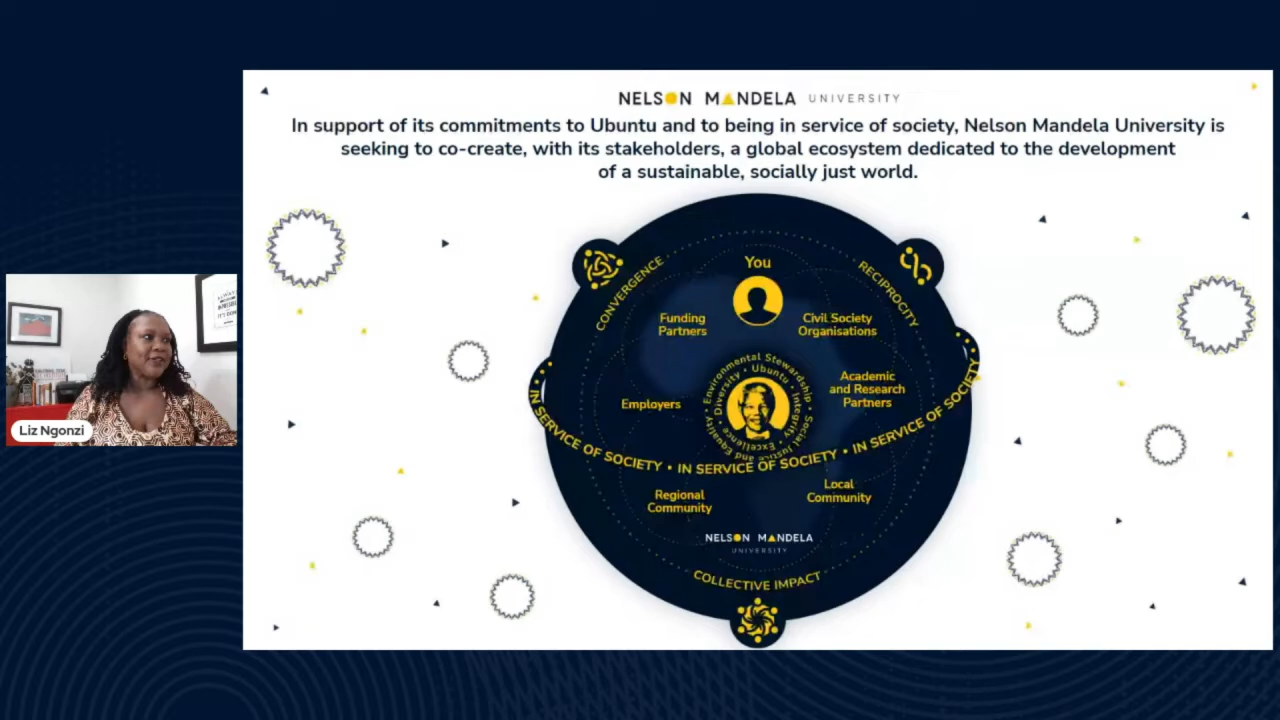 NELSON MANDELA UNIVERSITY
In support of its commitments to Ubuntu and to being in service of society, Nelson Mandela University is
seeking to co-create, with its stakeholders, a global ecosystem dedicated to the development
of a sustainable, socially just world.
CONVERGENCE
RECIPROCITY
You
Funding
Partners
Civil Society
Organisations
Environmental Stewardship • Social Justice and Equality •
Diversity • Ubuntu • Integrity • Excellence •
Academic
and Research
Partners
Employers
IN SERVICE OF SOCIETY • IN SERVICE OF SOCIETY • IN SERVICE OF SOCIETY
Regional
Community
Local
Community
NELSON MANDELA
UNIVERSITY
COLLECTIVE IMPACT
Liz Ngonzi